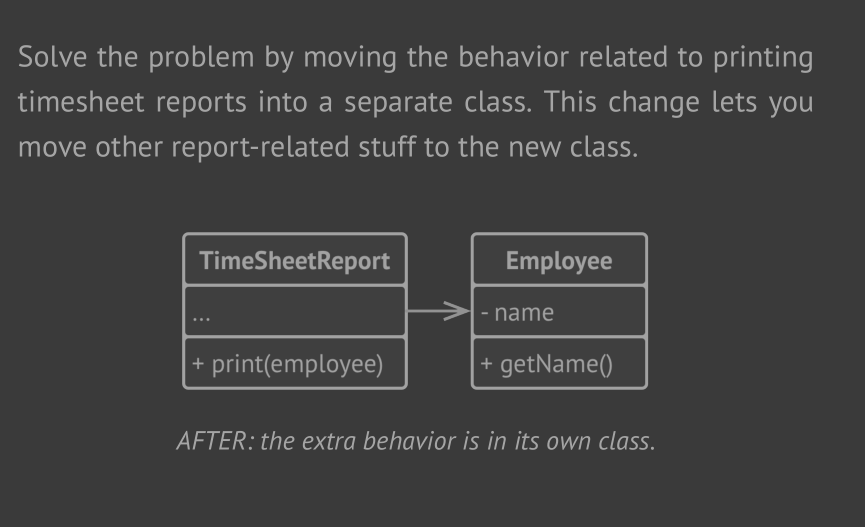 Solve the problem by moving the behavior related to printing
timesheet reports into a separate class. This change lets you
move other report-related stuff to the new class.
TimeSheetReport
...
+ print(employee)
Employee
- name
+ getName()
AFTER: the extra behavior is in its own class.